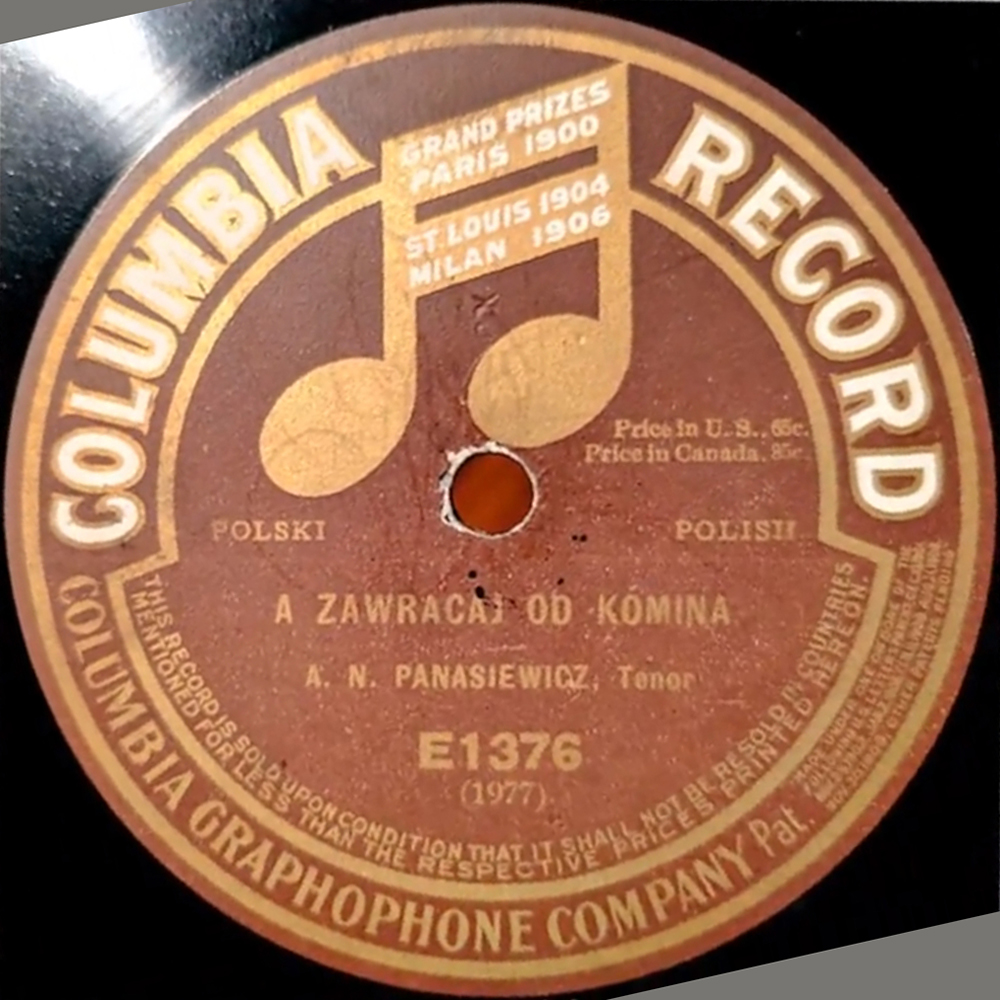 COLUMBIA RECORD
GRAND PRIZES
PARIS 1900
ST. LOUIS 1904
MILAN 1906
Price in U. S., 65c.
Price in Canada, 85c.
POLSKI POLISH
A ZAWRACAJ OD KOMINA
A. N. PANASIEWICZ, Tenor
E1376
(1977)
THIS RECORD IS SOLD UPON CONDITION THAT IT SHALL NOT BE RESOLD IN COUNTRIES
MENTIONED FOR LESS THAN THE RESPECTIVE PRICES PRINTED HEREON.
COLUMBIA GRAPHOPHONE COMPANY Pat.